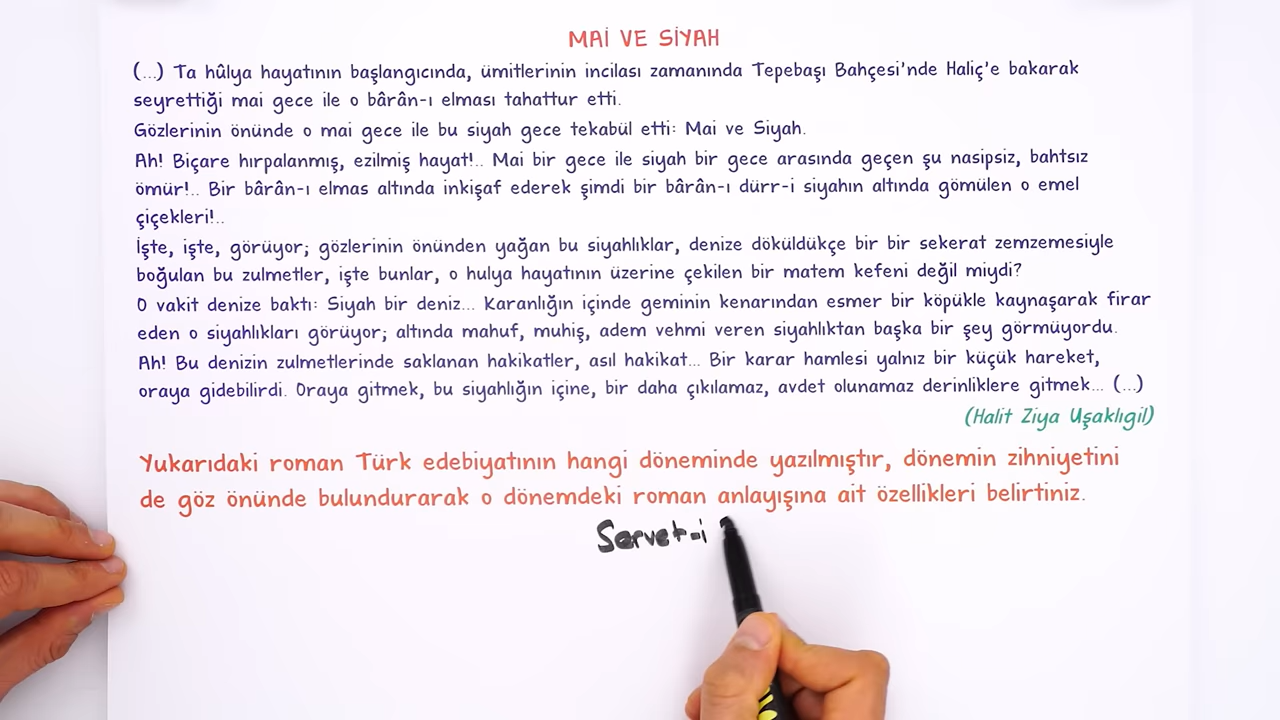 MAİ VE SİYAH
(...) Ta hûlya hayatının başlangıcında, ümitlerinin incilası zamanında Tepebaşı Bahçesi'nde Haliç'e bakarak
seyrettiği mai gece ile o bârân-ı elması tahattur etti.
Gözlerinin önünde o mai gece ile bu siyah gece tekabül etti: Mai ve Siyah.
Ah! Biçare hırpalanmış, ezilmiş hayat!.. Mai bir gece ile siyah bir gece arasında geçen şu nasipsiz, bahtsız
ömür!.. Bir bârân-ı elmas altında inkişaf ederek şimdi bir bârân-ı dürr-i siyahın altında gömülen o emel
çiçekleri!..
İşte, işte, görüyor; gözlerinin önünden yağan bu siyahlıklar, denize döküldükçe bir bir sekerat zemzemesiyle
boğulan bu zulmetler, işte bunlar, o hulya hayatının üzerine çekilen bir matem kefeni değil miydi?
O vakit denize baktı: Siyah bir deniz... Karanlığın içinde geminin kenarından esmer bir köpükle kaynaşarak firar
eden o siyahlıkları görüyor; altında mahuf, muhiş, adem vehmi veren siyahlıktan başka bir şey görmüyordu.
Ah! Bu denizin zulmetlerinde saklanan hakikatler, asıl hakikat... Bir karar hamlesi yalnız bir küçük hareket,
oraya gidebilirdi. Oraya gitmek, bu siyahlığın içine, bir daha çıkılamaz, avdet olunamaz derinliklere gitmek... (...)
(Halit Ziya Uşaklıgil)
Yukarıdaki roman Türk edebiyatının hangi döneminde yazılmıştır, dönemin zihniyetini
de göz önünde bulundurarak o dönemdeki roman anlayışına ait özellikleri belirtiniz.
Servet-i